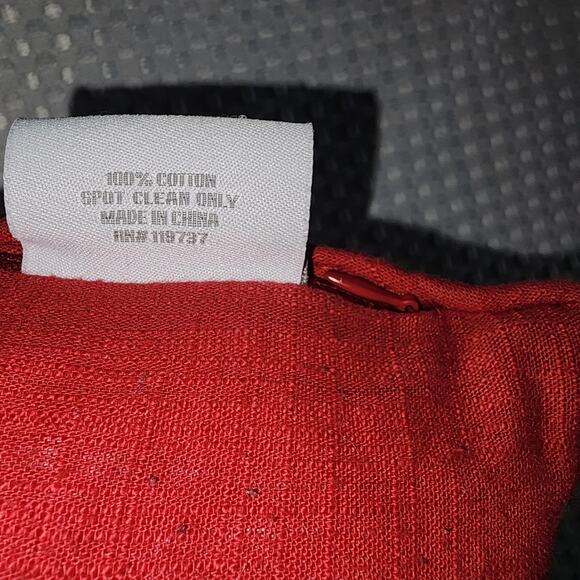 100% COTTON
SPOT CLEAN ONLY
MADE IN CHINA
RN# 119737